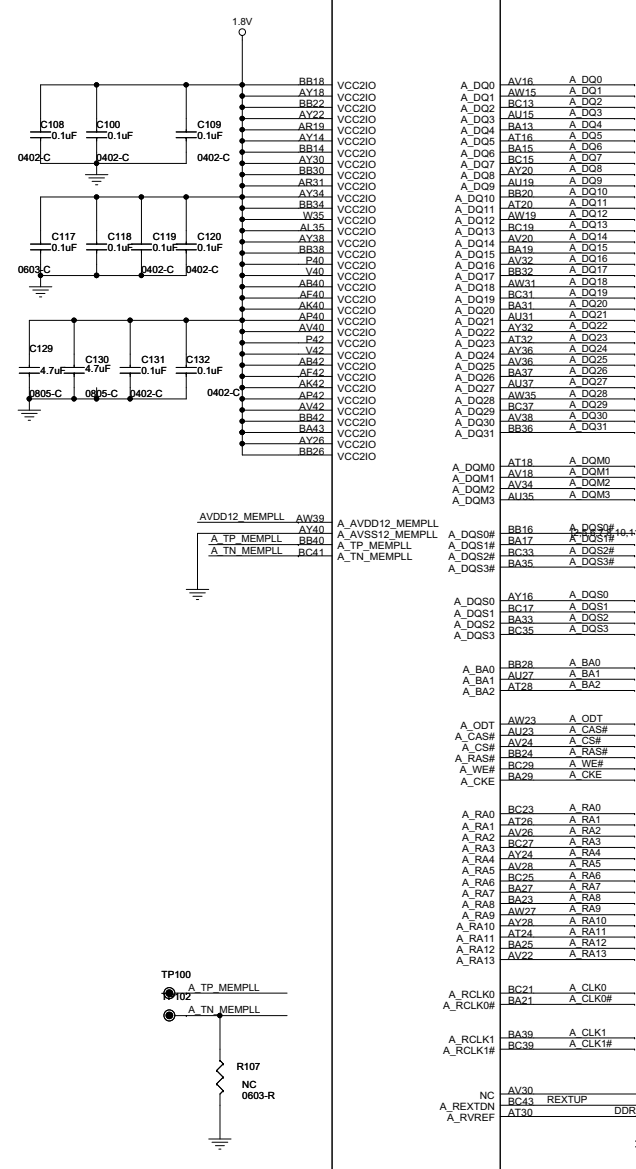 1.8V
BB18 VCC2IO
AY18 VCC2IO
BB22 VCC2IO
AY22 VCC2IO
AR19 VCC2IO
AY14 VCC2IO
BB14 VCC2IO
AY30 VCC2IO
BB30 VCC2IO
AR31 VCC2IO
AY34 VCC2IO
BB34 VCC2IO
W35 VCC2IO
AL35 VCC2IO
AY38 VCC2IO
BB38 VCC2IO
P40 VCC2IO
V40 VCC2IO
AB40 VCC2IO
AF40 VCC2IO
AK40 VCC2IO
AP40 VCC2IO
AV40 VCC2IO
P42 VCC2IO
V42 VCC2IO
AB42 VCC2IO
AF42 VCC2IO
AK42 VCC2IO
AP42 VCC2IO
AV42 VCC2IO
BB42 VCC2IO
BA43 VCC2IO
AY26 VCC2IO
BB26 VCC2IO
C108 C100 C109
0.1uF 0.1uF 0.1uF
0402-C 0402-C 0402-C
C117 C118 C119 C120
0.1uF 0.1uF 0.1uF 0.1uF
0603-C 0402-C 0402-C
C129 C130 C131 C132
4.7uF 4.7uF 0.1uF 0.1uF
0805-C 0805-C 0402-C 0402-C
AVDD12_MEMPLL AW39 A_AVDD12_MEMPLL
AY40 A_AVSS12_MEMPLL
A_TP_MEMPLL BB40 A_TP_MEMPLL
A_TN_MEMPLL BC41 A_TN_MEMPLL
A_DQ0 AV16 A_DQ0
A_DQ1 AW15 A_DQ1
A_DQ2 BC13 A_DQ2
A_DQ3 AU15 A_DQ3
A_DQ4 BA13 A_DQ4
A_DQ5 AT16 A_DQ5
A_DQ6 BA15 A_DQ6
A_DQ7 BC15 A_DQ7
A_DQ8 AY20 A_DQ8
A_DQ9 AU19 A_DQ9
A_DQ10 BB20 A_DQ10
A_DQ11 AT20 A_DQ11
A_DQ12 AW19 A_DQ12
A_DQ13 BC19 A_DQ13
A_DQ14 AV20 A_DQ14
A_DQ15 BA19 A_DQ15
A_DQ16 AV32 A_DQ16
A_DQ17 BB32 A_DQ17
A_DQ18 AW31 A_DQ18
A_DQ19 BC31 A_DQ19
A_DQ20 BA31 A_DQ20
A_DQ21 AU31 A_DQ21
A_DQ22 AY32 A_DQ22
A_DQ23 AT32 A_DQ23
A_DQ24 AY36 A_DQ24
A_DQ25 AV36 A_DQ25
A_DQ26 BA37 A_DQ26
A_DQ27 AU37 A_DQ27
A_DQ28 AW35 A_DQ28
A_DQ29 BC37 A_DQ29
A_DQ30 AV38 A_DQ30
A_DQ31 BB36 A_DQ31
A_DQM0 AT18 A_DQM0
A_DQM1 AV18 A_DQM1
A_DQM2 AV34 A_DQM2
A_DQM3 AU35 A_DQM3
A_DQS0# BB16 A_DQS0#
A_DQS1# BA17 A_DQS1#
A_DQS2# BC33 A_DQS2#
A_DQS3# BA35 A_DQS3#
A_DQS0 AY16 A_DQS0
A_DQS1 BC17 A_DQS1
A_DQS2 BA33 A_DQS2
A_DQS3 BC35 A_DQS3
A_BA0 BB28 A_BA0
A_BA1 AU27 A_BA1
A_BA2 AT28 A_BA2
A_ODT AW23 A_ODT
A_CAS# AU23 A_CAS#
A_CS# AV24 A_CS#
A_RAS# BB24 A_RAS#
A_WE# BC29 A_WE#
A_CKE BA29 A_CKE
A_RA0 BC23 A_RA0
A_RA1 AT26 A_RA1
A_RA2 AV26 A_RA2
A_RA3 BC27 A_RA3
A_RA4 AY24 A_RA4
A_RA5 AV28 A_RA5
A_RA6 BC25 A_RA6
A_RA7 BA27 A_RA7
A_RA8 BA23 A_RA8
A_RA9 AW27 A_RA9
A_RA10 AY28 A_RA10
A_RA11 AT24 A_RA11
A_RA12 BA25 A_RA12
A_RA13 AV22 A_RA13
A_RCLK0 BC21 A_CLK0
A_RCLK0# BA21 A_CLK0#
A_RCLK1 BA39 A_CLK1
A_RCLK1# BC39 A_CLK1#
NC AV30
A_REXTDN BC43 REXTUP
A_RVREF AT30 DDR
TP100
A_TP_MEMPLL
TP102
A_TN_MEMPLL
R107
NC
0603-R